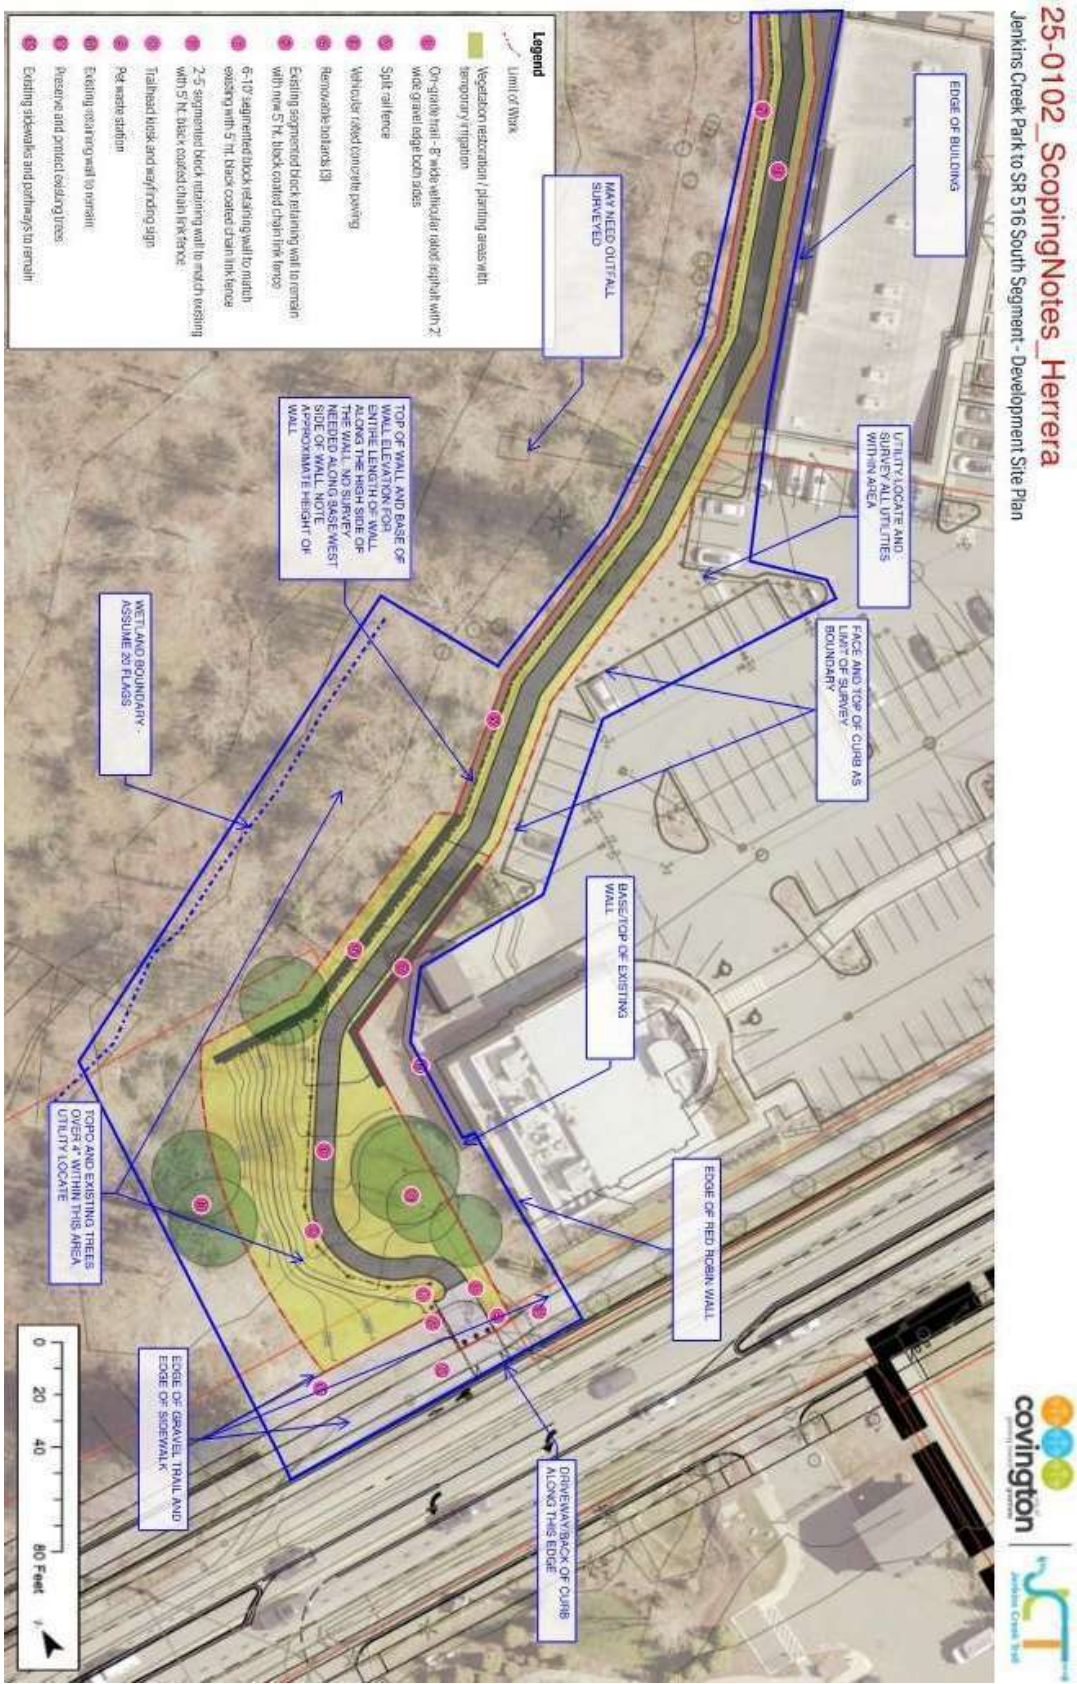 25-0102_ScopingNotes_Herrera
Jenkins Creek Park to SR 516 South Segment - Development Site Plan
covington
Jenkins Creek Trail
EDGE OF BUILDING
MAY NEED OUTFALL
SURVEYED
UTILITY LOCATE AND
SURVEY ALL UTILITIES
WITHIN AREA
FACE AND TOP OF CURB AS
LIMIT OF SURVEY
BOUNDARY
TOP OF WALL AND BASE OF
WALL ELEVATION FOR
ENTIRE LENGTH OF WALL
ALONG THE HIGH SIDE OF
THE WALL. NO SURVEY
NEEDED ALONG BASE/WEST
SIDE OF WALL. NOTE
APPROXIMATE HEIGHT OF
WALL
WETLAND BOUNDARY -
ASSUME 20 FLAGS
BASE/TOP OF EXISTING
WALL
EDGE OF RED ROBIN WALL
TOPO AND EXISTING TREES
OVER 4" WITHIN THIS AREA
UTILITY LOCATE
EDGE OF GRAVEL TRAIL AND
EDGE OF SIDEWALK
DRIVEWAY/BACK OF CURB
ALONG THIS EDGE
Legend
Limit of Work
Vegetation restoration / planting areas with
temporary irrigation
On-grade trail - 8' wide vehicular rated asphalt with 2'
wide gravel edge both sides
Split rail fence
Vehicular rated concrete paving
Removable bollards (3)
Existing segmented block retaining wall to remain
with new 5' ht. black coated chain link fence
6-10' segmented block retaining wall to match
existing with 5' ht. black coated chain link fence
2-5' segmented block retaining wall to match existing
with 5' ht. black coated chain link fence
Trailhead kiosk and wayfinding sign
Pet waste station
Existing retaining wall to remain
Preserve and protect existing trees
Existing sidewalks and pathways to remain
0 20 40 80 Feet